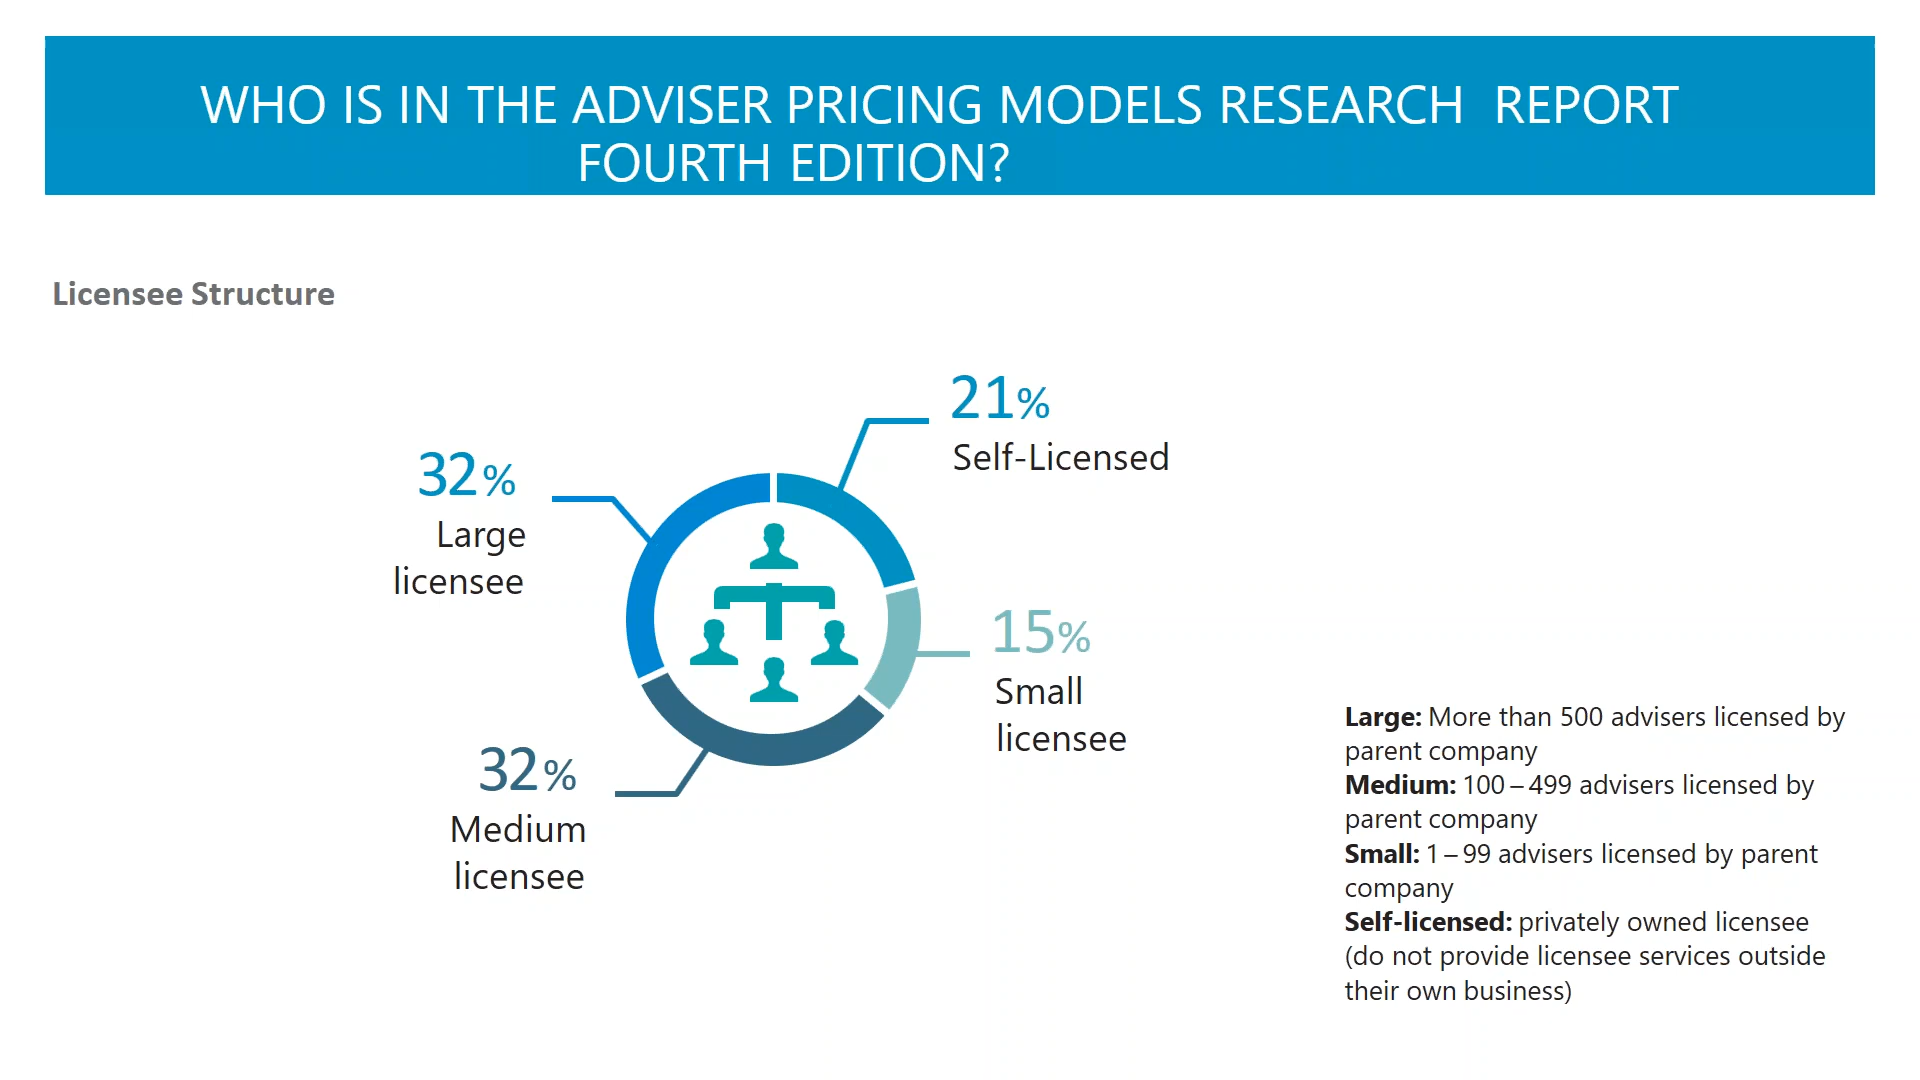 WHO IS IN THE ADVISER PRICING MODELS RESEARCH REPORT
FOURTH EDITION?
Licensee Structure
21%
Self-Licensed
32%
Large
licensee
15%
Small
licensee
32%
Medium
licensee
Large: More than 500 advisers licensed by
parent company
Medium: 100 – 499 advisers licensed by
parent company
Small: 1 – 99 advisers licensed by parent
company
Self-licensed: privately owned licensee
(do not provide licensee services outside
their own business)